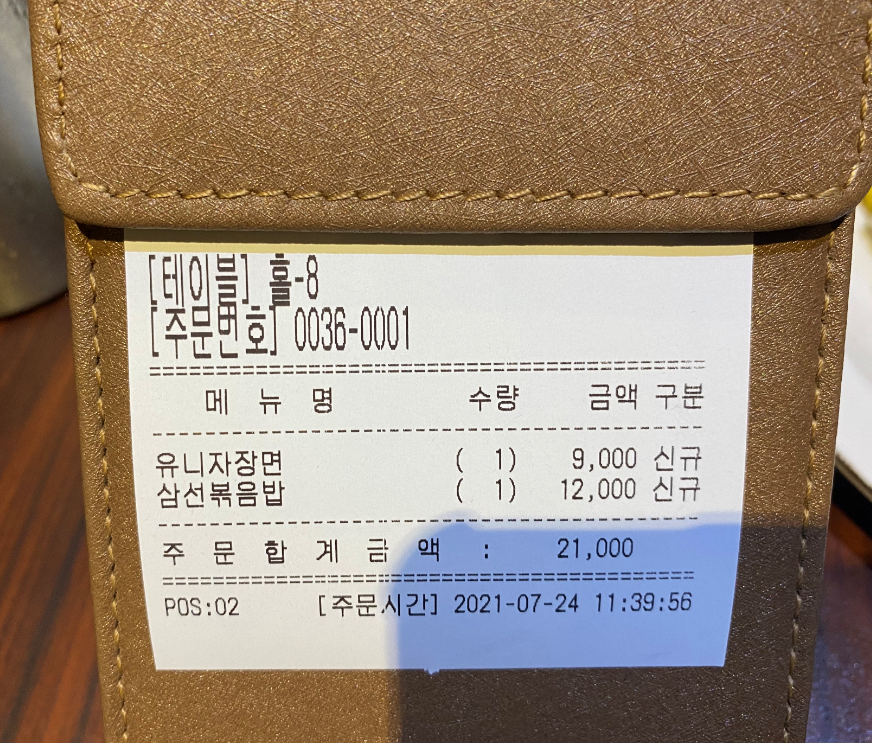 [테이블] 홀-8
[주문번호] 0036-0001
메 뉴 명 수량 금액 구분
유니자장면 ( 1) 9,000 신규
삼선볶음밥 ( 1) 12,000 신규
주 문 합 계 금 액 : 21,000
POS:02 [주문시간] 2021-07-24 11:39:56